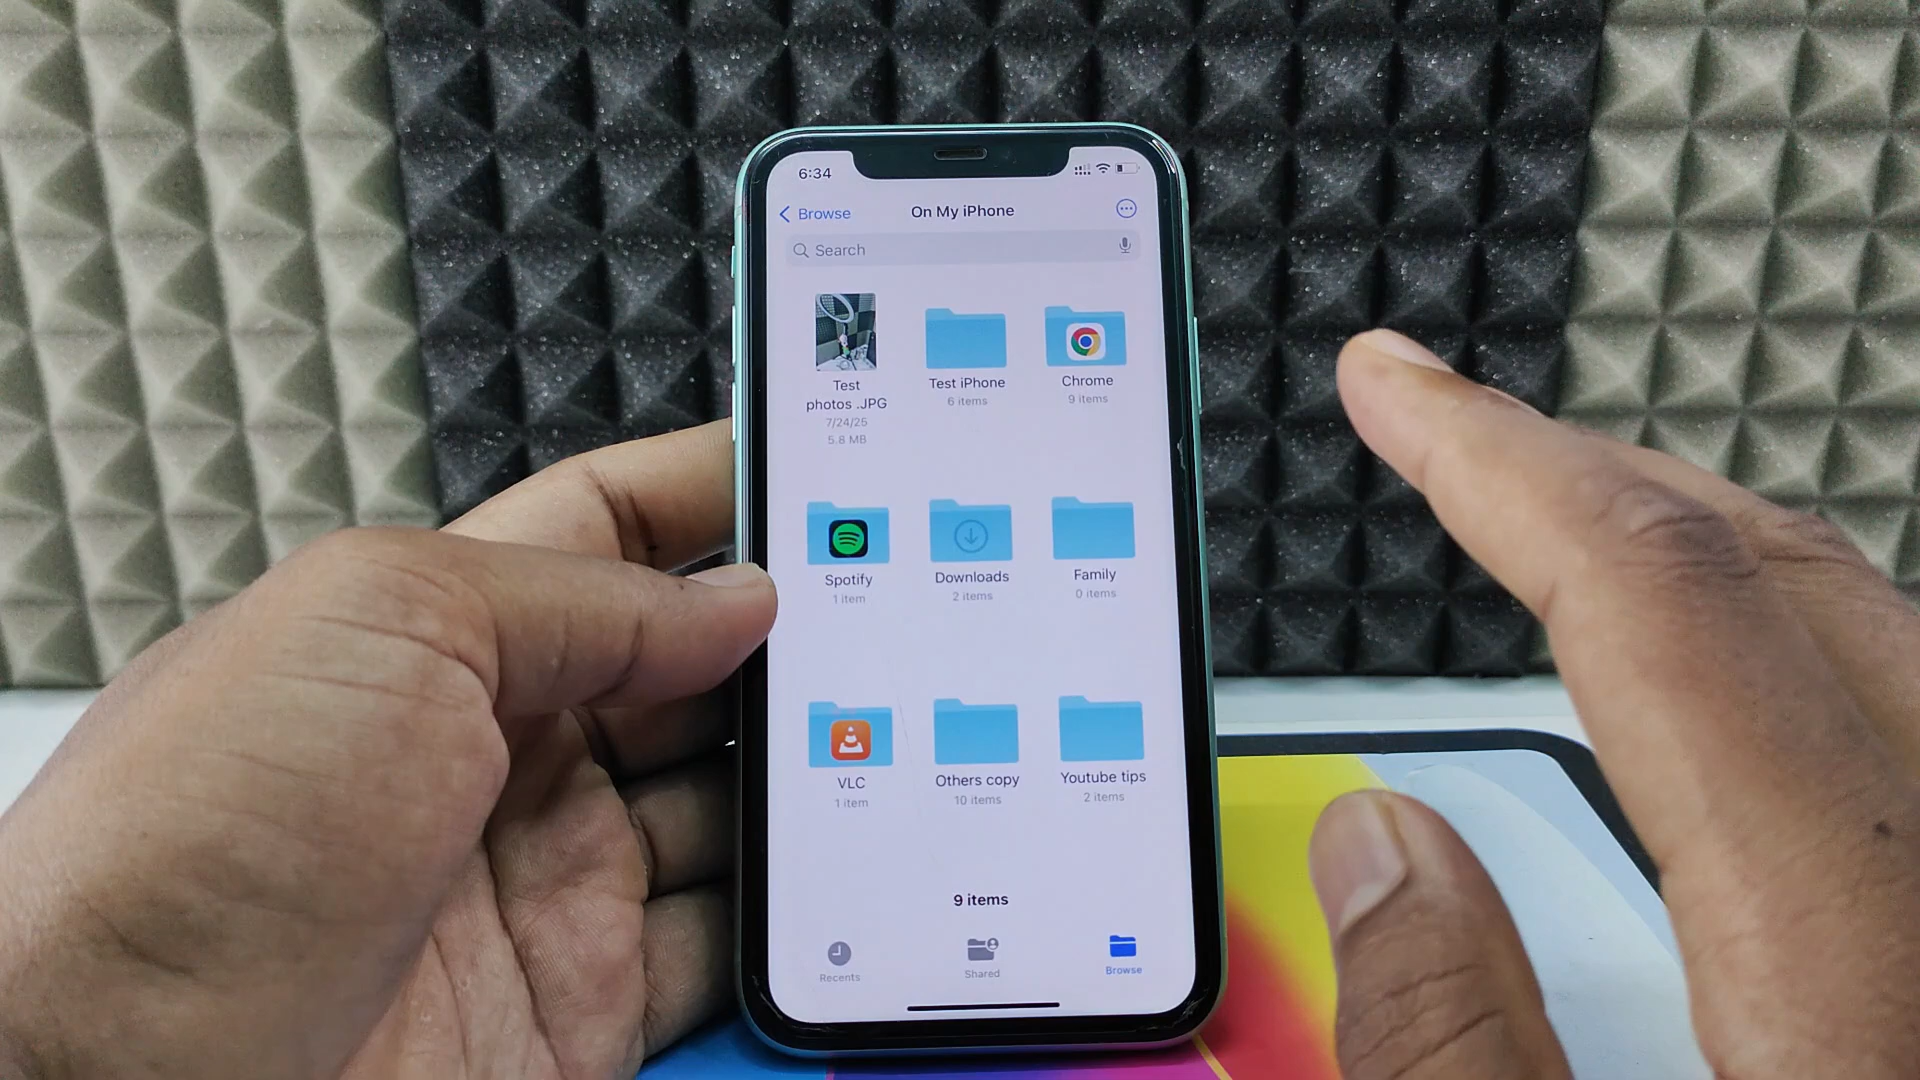 6:34
Browse
On My iPhone
Search
Test
photos .JPG
7/24/25
5.8 MB
Test iPhone
6 items
Chrome
9 items
Spotify
1 item
Downloads
2 items
Family
0 items
VLC
1 item
Others copy
10 items
Youtube tips
2 items
9 items
Recents
Shared
Browse